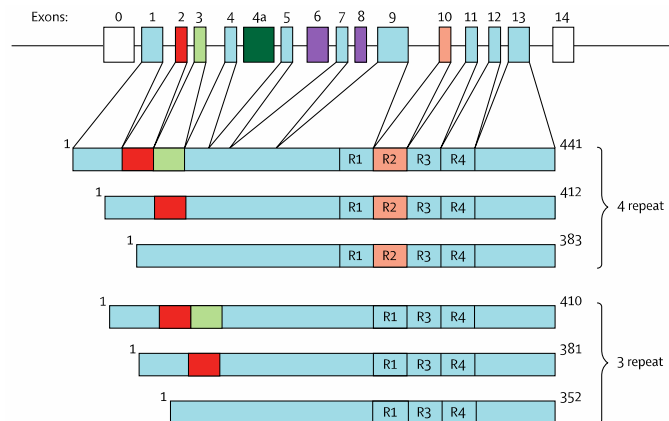 Exons: 0 1 2 3 4 4a 5 6 7 8 9 10 11 12 13 14
1 441
R1 R2 R3 R4
1 412
R1 R2 R3 R4
4 repeat
1 383
R1 R2 R3 R4
1 410
R1 R3 R4
1 381
R1 R3 R4
3 repeat
1 352
R1 R3 R4